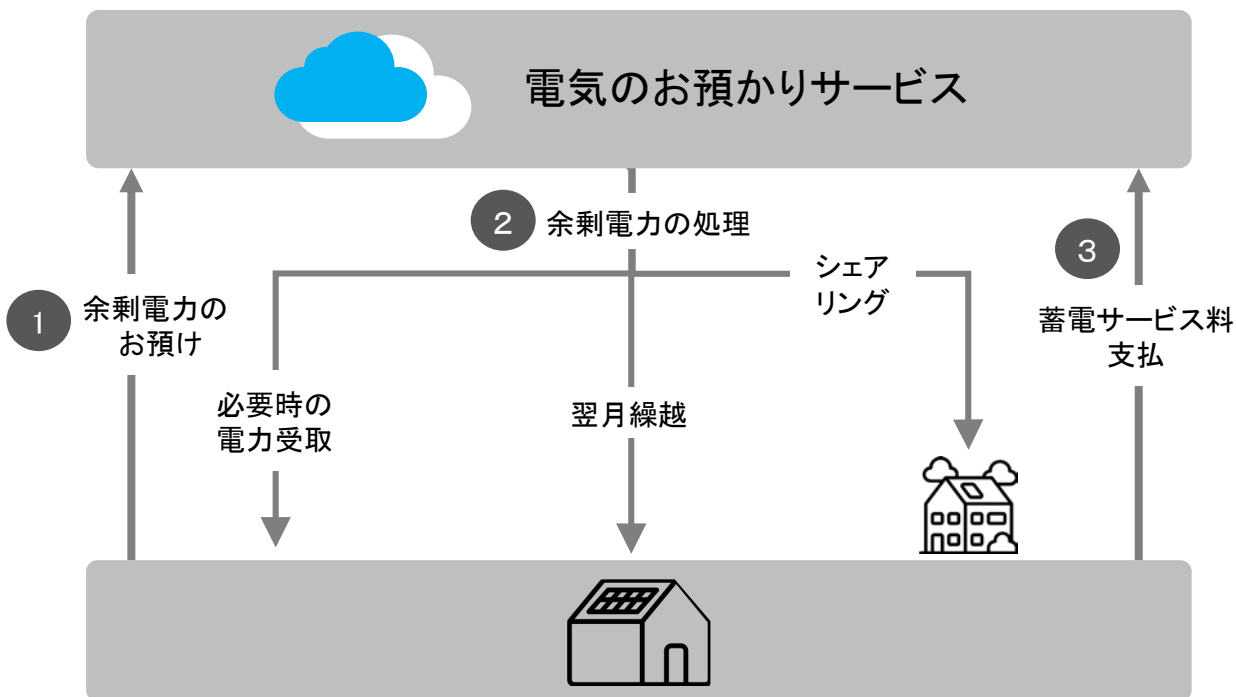 電気のお預かりサービス
2 余剰電力の処理
シェア
リング
3
1
余剰電力の
お預け
蓄電サービス料
支払
必要時の
電力受取
翌月繰越